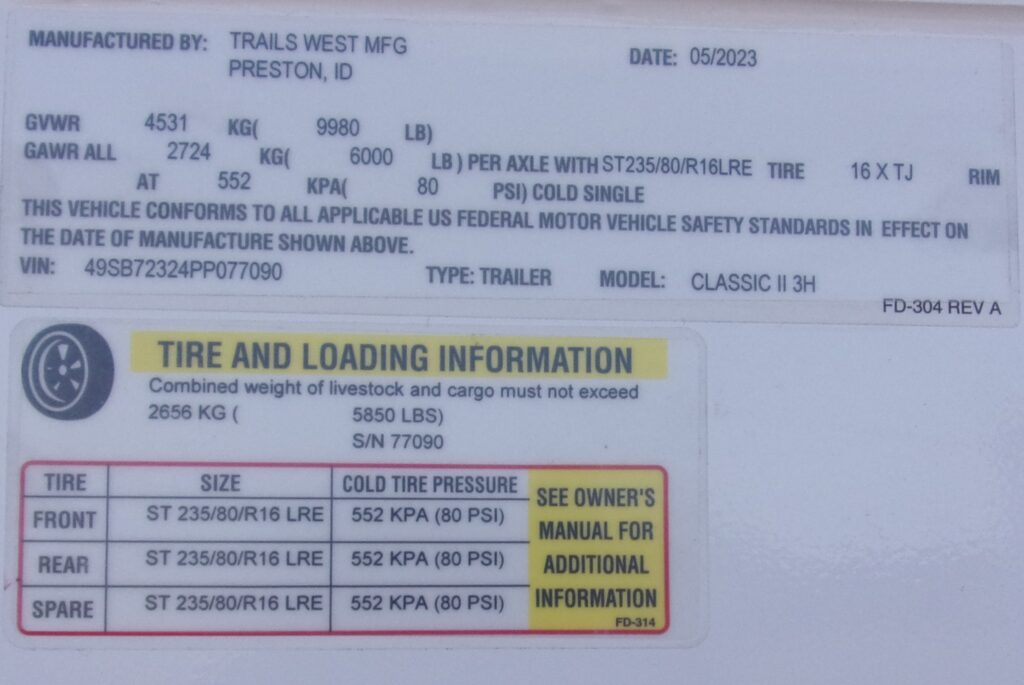 MANUFACTURED BY: TRAILS WEST MFG DATE: 05/2023
PRESTON, ID
GVWR 4531 KG( 9980 LB)
GAWR ALL 2724 KG( 6000 LB ) PER AXLE WITH ST235/80/R16LRE TIRE 16 X TJ RIM
AT 552 KPA( 80 PSI) COLD SINGLE
THIS VEHICLE CONFORMS TO ALL APPLICABLE US FEDERAL MOTOR VEHICLE SAFETY STANDARDS IN EFFECT ON
THE DATE OF MANUFACTURE SHOWN ABOVE.
VIN: 49SB72324PP077090 TYPE: TRAILER MODEL: CLASSIC II 3H
FD-304 REV A
TIRE AND LOADING INFORMATION
Combined weight of livestock and cargo must not exceed
2656 KG ( 5850 LBS)
S/N 77090
TIRE SIZE COLD TIRE PRESSURE
FRONT ST 235/80/R16 LRE 552 KPA (80 PSI)
REAR ST 235/80/R16 LRE 552 KPA (80 PSI)
SPARE ST 235/80/R16 LRE 552 KPA (80 PSI)
SEE OWNER'S
MANUAL FOR
ADDITIONAL
INFORMATION
FD-314